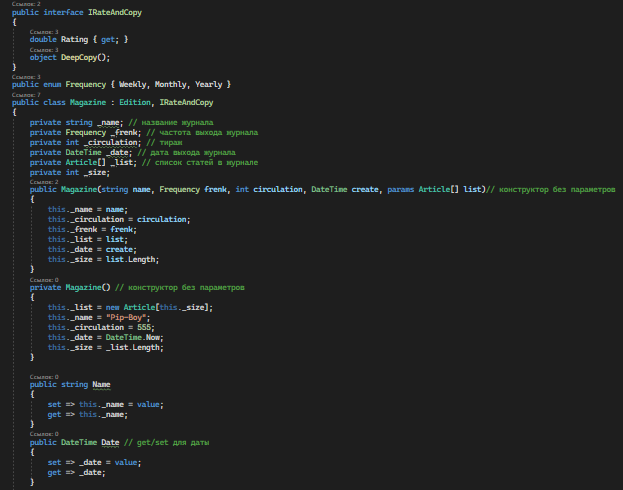 Ссылок: 2
public interface IRateAndCopy
{
Ссылок: 3
double Rating { get; }
Ссылок: 3
object DeepCopy();
}
Ссылок: 3
public enum Frequency { Weekly, Monthly, Yearly }
Ссылок: 7
public class Magazine : Edition, IRateAndCopy
{
private string _name; // название журнала
private Frequency _frenk; // частота выхода журнала
private int _circulation; // тираж
private DateTime _date; // дата выхода журнала
private Article[] _list; // список статей в журнале
private int _size;
Ссылок: 2
public Magazine(string name, Frequency frenk, int circulation, DateTime create, params Article[] list)// конструктор без параметров
{
this._name = name;
this._circulation = circulation;
this._frenk = frenk;
this._list = list;
this._date = create;
this._size = list.Length;
}
Ссылок: 0
private Magazine() // конструктор без параметров
{
this._list = new Article[this._size];
this._name = "Pip-Boy";
this._circulation = 555;
this._date = DateTime.Now;
this._size = _list.Length;
}
Ссылок: 0
public string Name
{
set => this._name = value;
get => this._name;
}
Ссылок: 0
public DateTime Date // get/set для даты
{
set => _date = value;
get => _date;
}